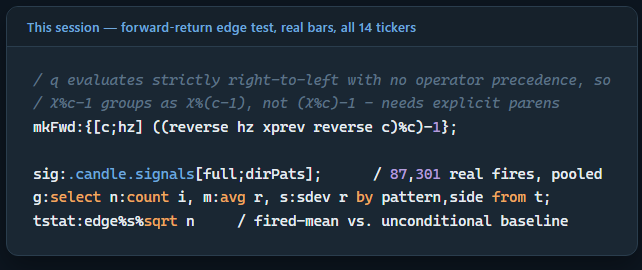 This session — forward-return edge test, real bars, all 14 tickers
/ q evaluates strictly right-to-left with no operator precedence, so
/ X%c-1 groups as X%(c-1), not (X%c)-1 - needs explicit parens
mkFwd:{[c;hz] ((reverse hz xprev reverse c)%c)-1};
sig:.candle.signals[full;dirPats]; / 87,301 real fires, pooled
g:select n:count i, m:avg r, s:sdev r by pattern,side from t;
tstat:edge%s%sqrt n / fired-mean vs. unconditional baseline